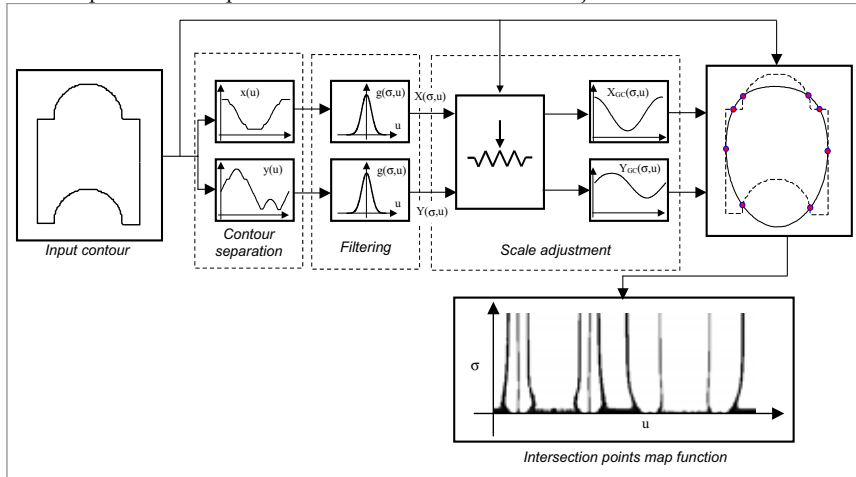 x(u)
g(σ,u)
u
X(σ,u)
X_GC(σ,u)
y(u)
g(σ,u)
u
Y(σ,u)
Y_GC(σ,u)
Input contour
Contour
separation
Filtering
Scale adjustment
σ
u
Intersection points map function